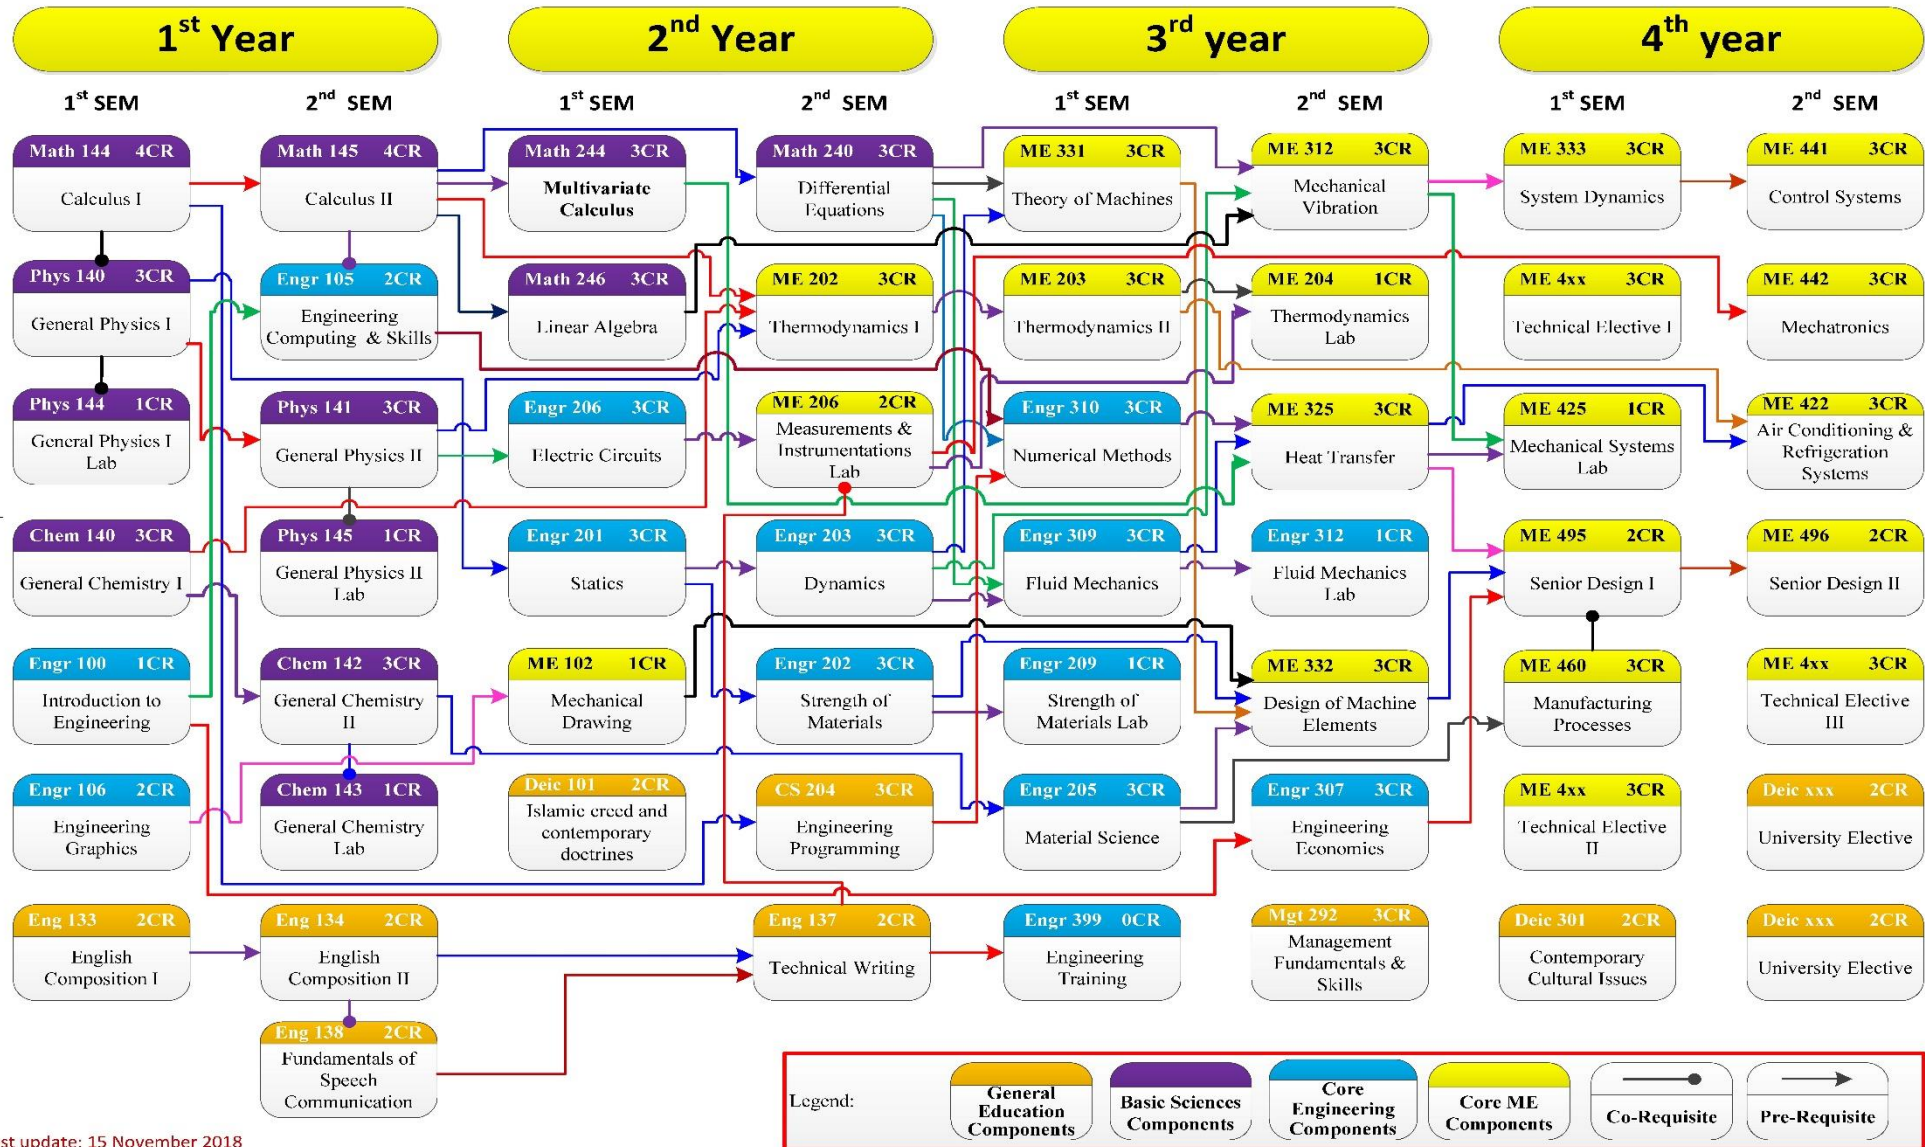 1st Year
2nd Year
3rd year
4th year
1st SEM
2nd SEM
1st SEM
2nd SEM
1st SEM
2nd SEM
1st SEM
2nd SEM
Math 144 4CR
Calculus I
Math 145 4CR
Calculus II
Math 244 3CR
Multivariate
Calculus
Math 240 3CR
Differential
Equations
ME 331 3CR
Theory of Machines
ME 312 3CR
Mechanical
Vibration
ME 333 3CR
System Dynamics
ME 441 3CR
Control Systems
Phys 140 3CR
General Physics I
Engr 105 2CR
Engineering
Computing & Skills
Math 246 3CR
Linear Algebra
ME 202 3CR
Thermodynamics I
ME 203 3CR
Thermodynamics II
ME 204 1CR
Thermodynamics
Lab
ME 4xx 3CR
Technical Elective I
ME 442 3CR
Mechatronics
Phys 144 1CR
General Physics I
Lab
Phys 141 3CR
General Physics II
Engr 206 3CR
Electric Circuits
ME 206 2CR
Measurements &
Instrumentations
Lab
Engr 310 3CR
Numerical Methods
ME 325 3CR
Heat Transfer
ME 425 1CR
Mechanical Systems
Lab
ME 422 3CR
Air Conditioning &
Refrigeration
Systems
Chem 140 3CR
General Chemistry I
Phys 145 1CR
General Physics II
Lab
Engr 201 3CR
Statics
Engr 203 3CR
Dynamics
Engr 309 3CR
Fluid Mechanics
Engr 312 1CR
Fluid Mechanics
Lab
ME 495 2CR
Senior Design I
ME 496 2CR
Senior Design II
Engr 100 1CR
Introduction to
Engineering
Chem 142 3CR
General Chemistry
II
ME 102 1CR
Mechanical
Drawing
Engr 202 3CR
Strength of
Materials
Engr 209 1CR
Strength of
Materials Lab
ME 332 3CR
Design of Machine
Elements
ME 460 3CR
Manufacturing
Processes
ME 4xx 3CR
Technical Elective
III
Engr 106 2CR
Engineering
Graphics
Chem 143 1CR
General Chemistry
Lab
Deic 101 2CR
Islamic creed and
contemporary
doctrines
CS 204 3CR
Engineering
Programming
Engr 205 3CR
Material Science
Engr 307 3CR
Engineering
Economics
ME 4xx 3CR
Technical Elective
II
Deic xxx 2CR
University Elective
Eng 133 2CR
English
Composition I
Eng 134 2CR
English
Composition II
Eng 137 2CR
Technical Writing
Engr 399 0CR
Engineering
Training
Mgt 292 3CR
Management
Fundamentals &
Skills
Deic 301 2CR
Contemporary
Cultural Issues
Deic xxx 2CR
University Elective
Eng 138 2CR
Fundamentals of
Speech
Communication
Legend:
General
Education
Components
Basic Sciences
Components
Core
Engineering
Components
Core ME
Components
Co-Requisite
Pre-Requisite
st update: 15 November 2018